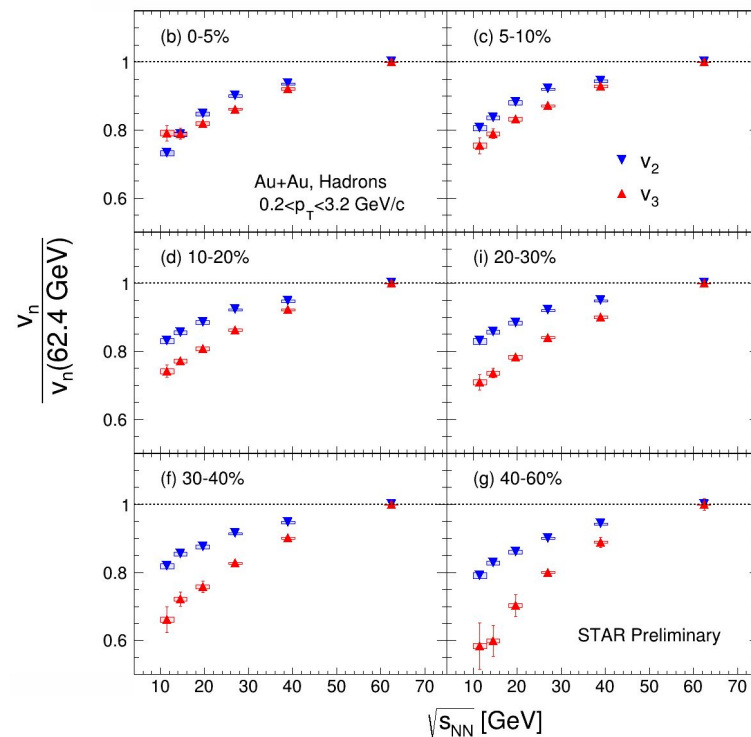 (b) 0-5%
(c) 5-10%
1
0.8
0.6
Au+Au, Hadrons
0.2<p_T<3.2 GeV/c
v_2
v_3
(d) 10-20%
(i) 20-30%
1
0.8
0.6
v_n
v_n(62.4 GeV)
(f) 30-40%
(g) 40-60%
1
0.8
0.6
STAR Preliminary
10 20 30 40 50 60 70 10 20 30 40 50 60 70
√s_NN [GeV]